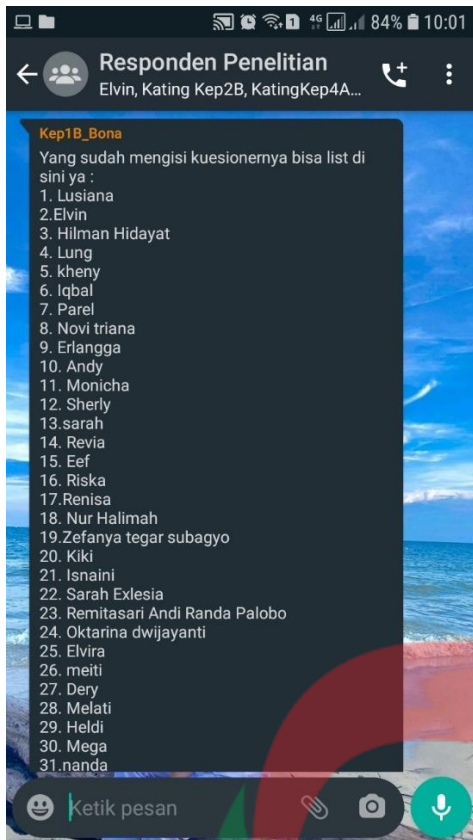 4G 84% 10:01
Responden Penelitian
Elvin, Kating Kep2B, KatingKep4A...
Kep1B_Bona
Yang sudah mengisi kuesionernya bisa list di
sini ya :
1. Lusiana
2.Elvin
3. Hilman Hidayat
4. Lung
5. kheny
6. Iqbal
7. Parel
8. Novi triana
9. Erlangga
10. Andy
11. Monicha
12. Sherly
13.sarah
14. Revia
15. Eef
16. Riska
17.Renisa
18. Nur Halimah
19.Zefanya tegar subagyo
20. Kiki
21. Isnaini
22. Sarah Exlesia
23. Remitasari Andi Randa Palobo
24. Oktarina dwijayanti
25. Elvira
26. meiti
27. Dery
28. Melati
29. Heldi
30. Mega
31.nanda
Ketik pesan